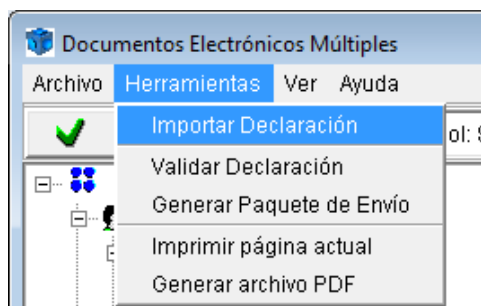 Documentos Electrónicos Múltiples
Archivo Herramientas Ver Ayuda
Importar Declaración
ol:
Validar Declaración
Generar Paquete de Envío
Imprimir página actual
Generar archivo PDF